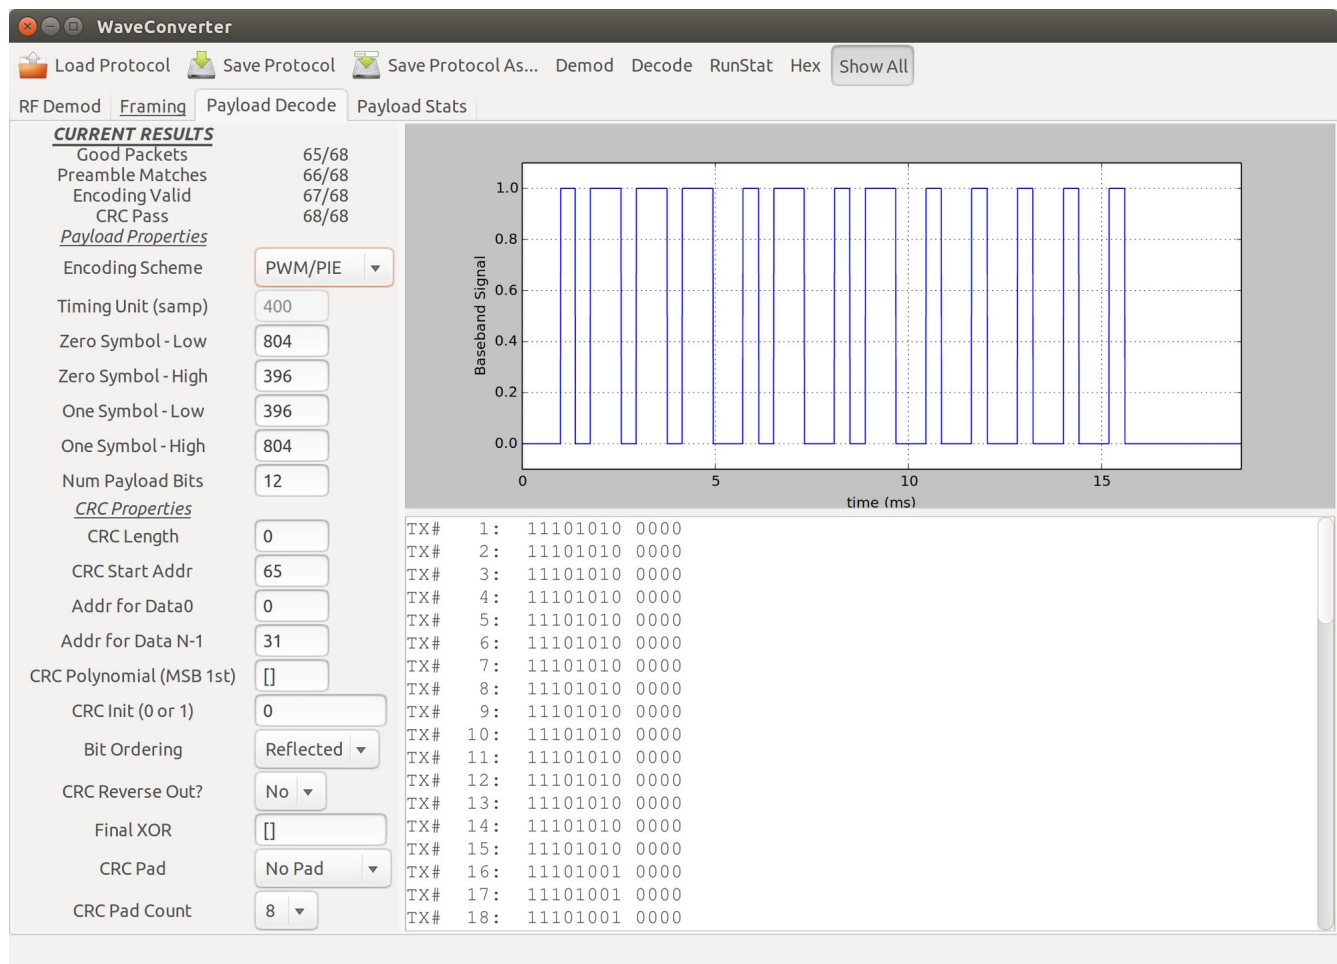 WaveConverter
Load Protocol Save Protocol Save Protocol As... Demod Decode RunStat Hex Show All
RF Demod Framing Payload Decode Payload Stats
CURRENT RESULTS
Good Packets 65/68
Preamble Matches 66/68
Encoding Valid 67/68
CRC Pass 68/68
Payload Properties
Encoding Scheme PWM/PIE
Timing Unit (samp) 400
Zero Symbol - Low 804
Zero Symbol - High 396
One Symbol - Low 396
One Symbol - High 804
Num Payload Bits 12
CRC Properties
CRC Length 0
CRC Start Addr 65
Addr for Data0 0
Addr for Data N-1 31
CRC Polynomial (MSB 1st) []
CRC Init (0 or 1) 0
Bit Ordering Reflected
CRC Reverse Out? No
Final XOR []
CRC Pad No Pad
CRC Pad Count 8
Baseband Signal
1.0
0.8
0.6
0.4
0.2
0.0
0 5 10 15
time (ms)
TX# 1: 11101010 0000
TX# 2: 11101010 0000
TX# 3: 11101010 0000
TX# 4: 11101010 0000
TX# 5: 11101010 0000
TX# 6: 11101010 0000
TX# 7: 11101010 0000
TX# 8: 11101010 0000
TX# 9: 11101010 0000
TX# 10: 11101010 0000
TX# 11: 11101010 0000
TX# 12: 11101010 0000
TX# 13: 11101010 0000
TX# 14: 11101010 0000
TX# 15: 11101010 0000
TX# 16: 11101001 0000
TX# 17: 11101001 0000
TX# 18: 11101001 0000